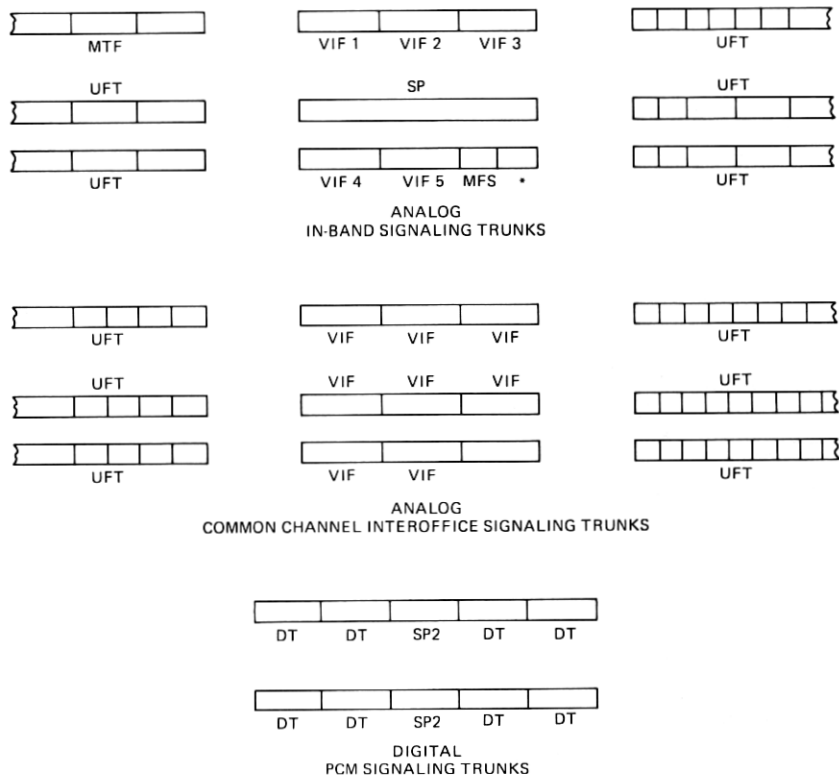 MTF VIF 1 VIF 2 VIF 3 UFT
UFT SP UFT
UFT VIF 4 VIF 5 MFS * UFT
ANALOG
IN-BAND SIGNALING TRUNKS
UFT VIF VIF VIF UFT
UFT VIF VIF VIF UFT
UFT VIF VIF UFT
ANALOG
COMMON CHANNEL INTEROFFICE SIGNALING TRUNKS
DT DT SP2 DT DT
DT DT SP2 DT DT
DIGITAL
PCM SIGNALING TRUNKS